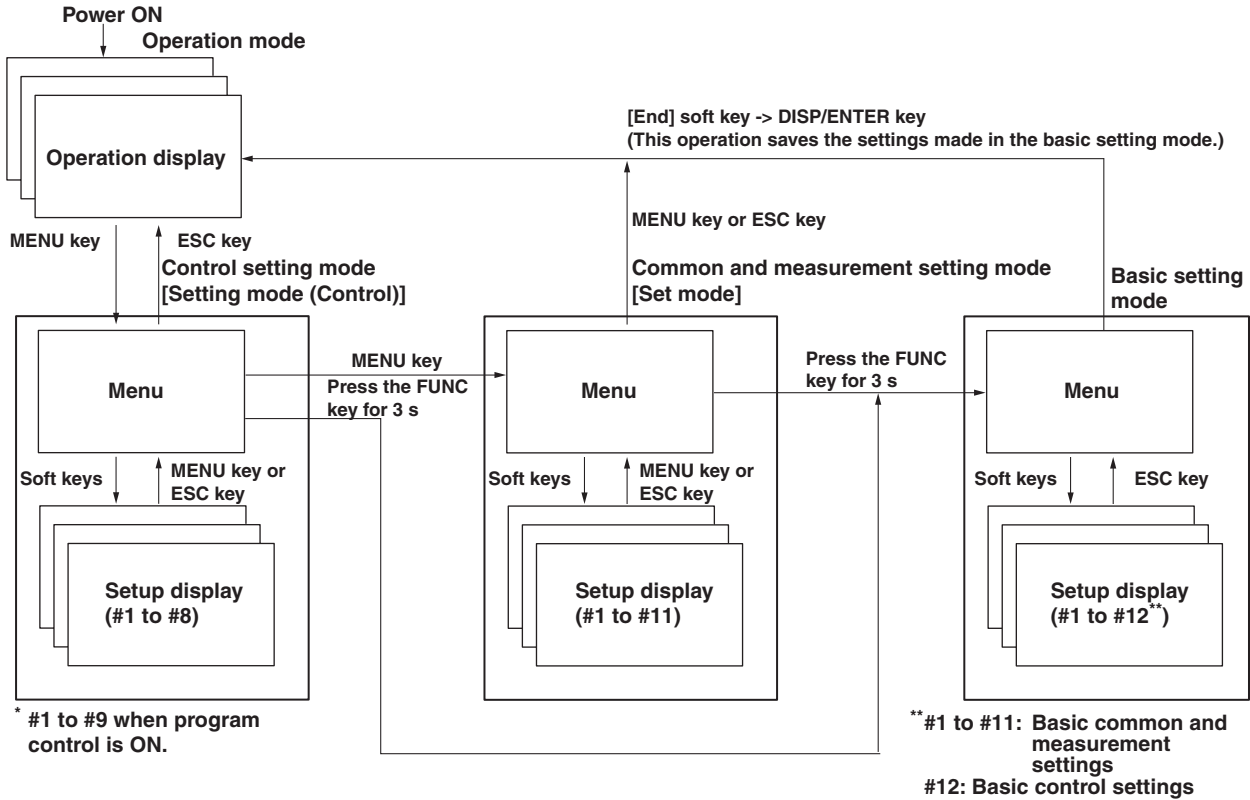 Power ON
Operation mode
Operation display
[End] soft key -> DISP/ENTER key
(This operation saves the settings made in the basic setting mode.)
MENU key
ESC key
MENU key or ESC key
Control setting mode
[Setting mode (Control)]
Common and measurement setting mode
[Set mode]
Basic setting
mode
Menu
MENU key
Press the FUNC
key for 3 s
Menu
Press the FUNC
key for 3 s
Menu
Soft keys
MENU key or
ESC key
Soft keys
MENU key or
ESC key
Soft keys
ESC key
Setup display
(#1 to #8)
Setup display
(#1 to #11)
Setup display
(#1 to #12**)
* #1 to #9 when program
control is ON.
**#1 to #11: Basic common and
measurement
settings
#12: Basic control settings